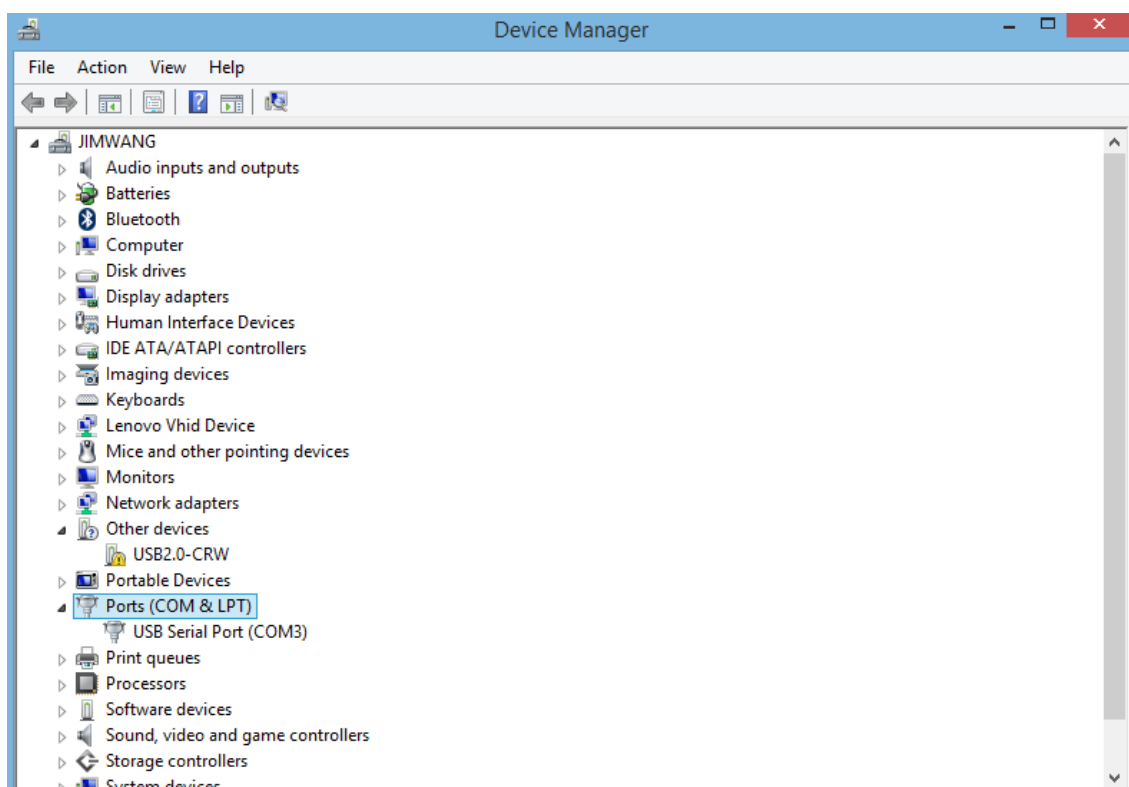 Device Manager
File Action View Help
JIMWANG
Audio inputs and outputs
Batteries
Bluetooth
Computer
Disk drives
Display adapters
Human Interface Devices
IDE ATA/ATAPI controllers
Imaging devices
Keyboards
Lenovo Vhid Device
Mice and other pointing devices
Monitors
Network adapters
Other devices
USB2.0-CRW
Portable Devices
Ports (COM & LPT)
USB Serial Port (COM3)
Print queues
Processors
Software devices
Sound, video and game controllers
Storage controllers
System devices